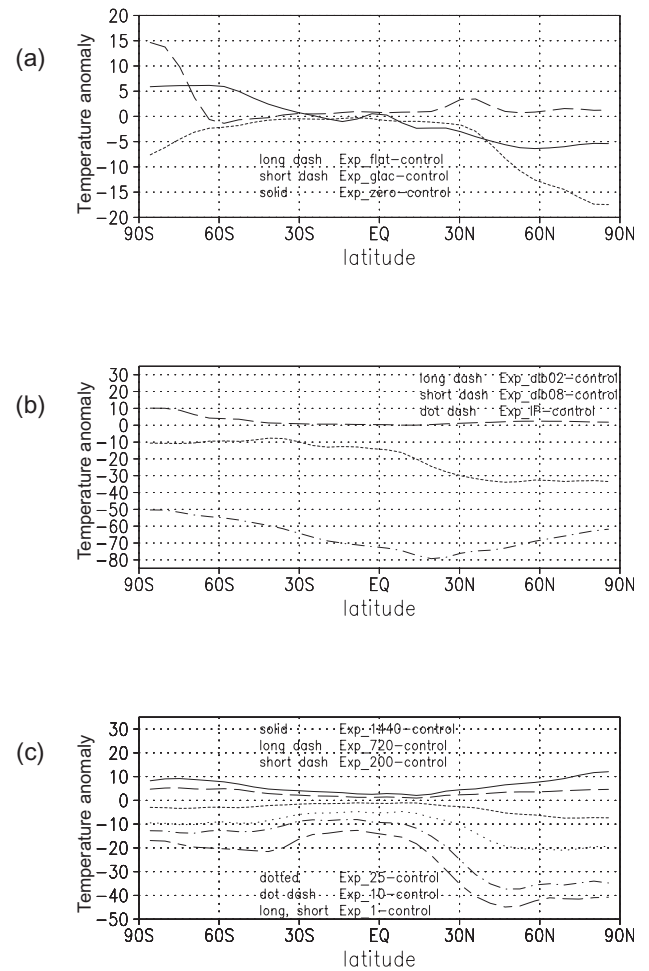 (a)
Temperature anomaly
20
15
10
5
0
−5
−10
−15
−20
long dash Exp_flat−control
short dash Exp_glac−control
solid Exp_zero−control
90S 60S 30S EQ 30N 60N 90N
latitude
(b)
Temperature anomaly
30
20
10
0
−10
−20
−30
−40
−50
−60
−70
−80
long dash Exp_alb02−control
short dash Exp_alb08−control
dot dash Exp_IP−control
90S 60S 30S EQ 30N 60N 90N
latitude
(c)
Temperature anomaly
30
20
10
0
−10
−20
−30
−40
−50
solid Exp_1440−control
long dash Exp_720−control
short dash Exp_200−control
dotted Exp_25−control
dot dash Exp_10−control
long, short Exp_1−control
90S 60S 30S EQ 30N 60N 90N
latitude